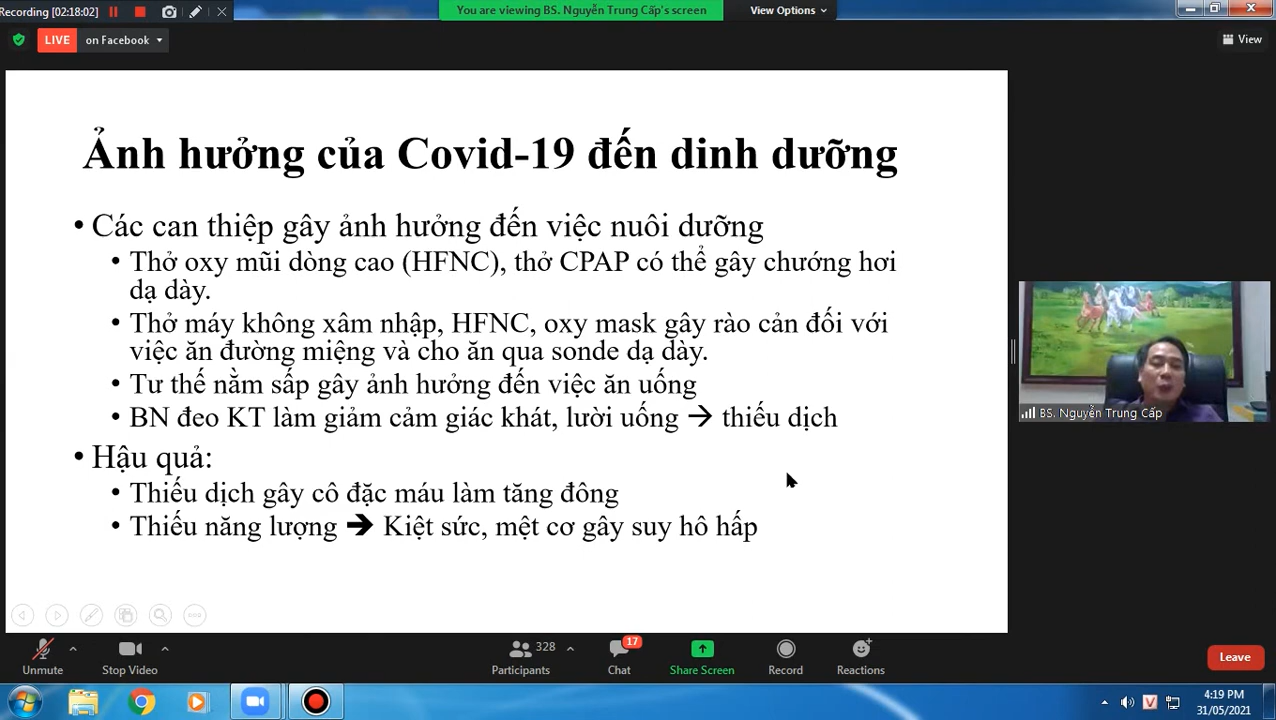 Recording [02:18:02]
You are viewing BS. Nguyễn Trung Cấp's screen
View Options
LIVE on Facebook
View
Ảnh hưởng của Covid-19 đến dinh dưỡng
• Các can thiệp gây ảnh hưởng đến việc nuôi dưỡng
• Thở oxy mũi dòng cao (HFNC), thở CPAP có thể gây chướng hơi
dạ dày.
• Thở máy không xâm nhập, HFNC, oxy mask gây rào cản đối với
việc ăn đường miệng và cho ăn qua sonde dạ dày.
• Tư thế nằm sấp gây ảnh hưởng đến việc ăn uống
• BN đeo KT làm giảm cảm giác khát, lười uống → thiếu dịch
• Hậu quả:
• Thiếu dịch gây cô đặc máu làm tăng đông
• Thiếu năng lượng ➔ Kiệt sức, mệt cơ gây suy hô hấp
BS. Nguyễn Trung Cấp
Unmute
Stop Video
328
Participants
17
Chat
Share Screen
Record
Reactions
Leave
V
4:19 PM
31/05/2021